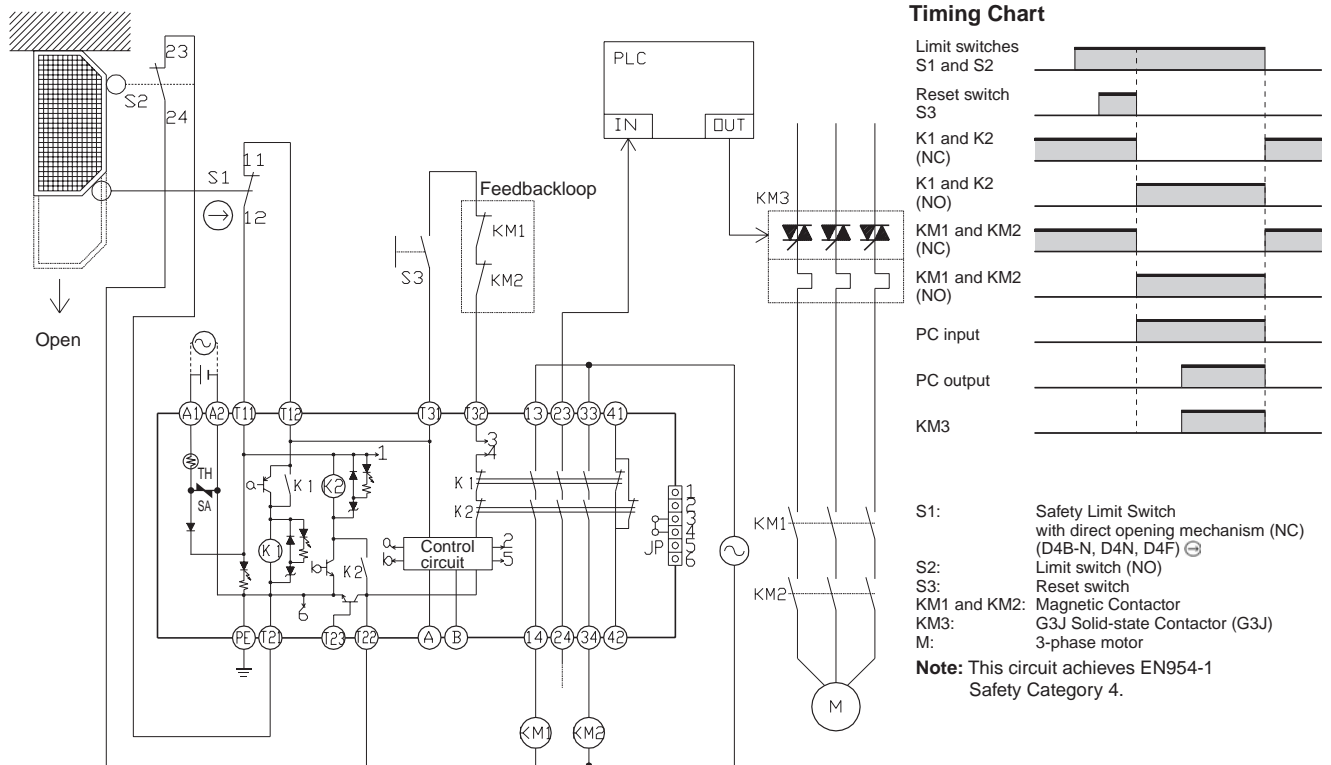 Timing Chart
Limit switches
S1 and S2
Reset switch
S3
K1 and K2
(NC)
K1 and K2
(NO)
KM1 and KM2
(NC)
KM1 and KM2
(NO)
PC input
PC output
KM3
S1: Safety Limit Switch
with direct opening mechanism (NC)
(D4B-N, D4N, D4F)
S2: Limit switch (NO)
S3: Reset switch
KM1 and KM2: Magnetic Contactor
KM3: G3J Solid-state Contactor (G3J)
M: 3-phase motor
Note: This circuit achieves EN954-1
Safety Category 4.
23
S2
24
11
S1
12
Open
S3
Feedbackloop
KM1
KM2
PLC
IN OUT
KM3
A1 A2 T11 T12 T31 T32 13 23 33 41
TH
SA
a
K1
K2
1
3
4
K1
K2
K1
b
K2
6
a
b
Control
circuit
2
5
JP
1
2
3
4
5
6
PE T21 T23 T22 A B 14 24 34 42
KM1 KM2
KM1
KM2
M